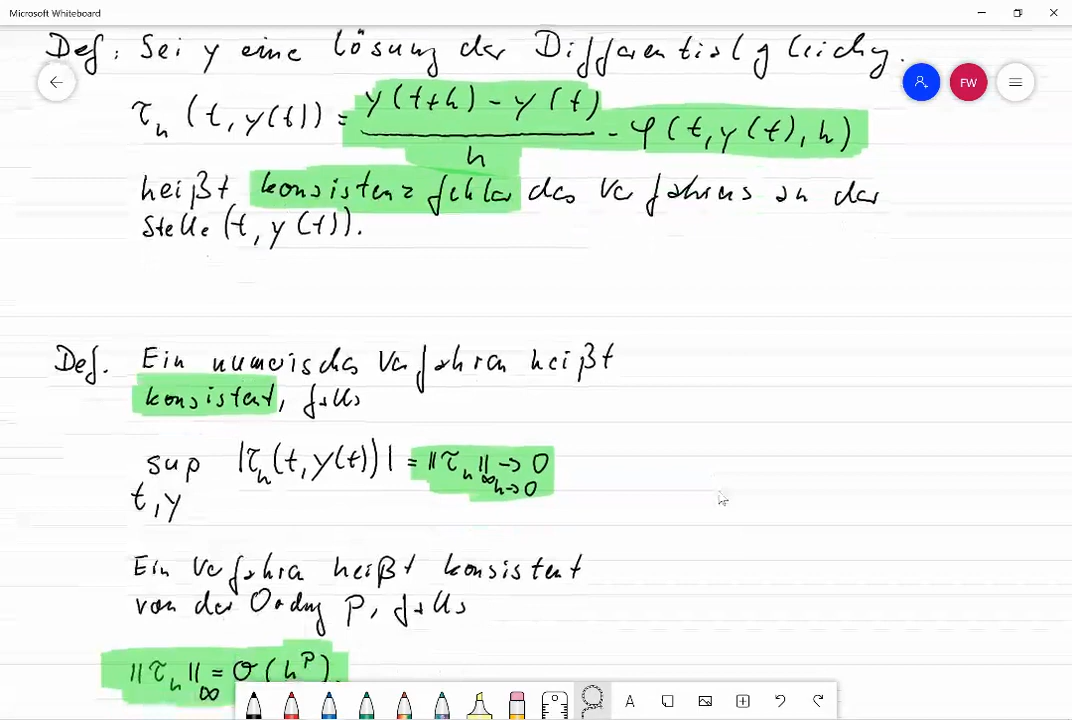 Microsoft Whiteboard
Def: Sei y eine Lösung der Differentialgleichg.
FW
τ_h (t, y(t)) = (y(t+h) - y(t)) / h - φ(t, y(t), h)
heißt Konsistenzfehler des Verfahrens an der
Stelle (t, y(t)).
Def. Ein numerisches Verfahren heißt
konsistent, falls
sup |τ_h(t, y(t))| = ‖τ_h‖_∞ → 0
t,y h→0
Ein Verfahren heißt konsistent
von der Ordnung p, falls
‖τ_h‖_∞ = O(h^p).
A